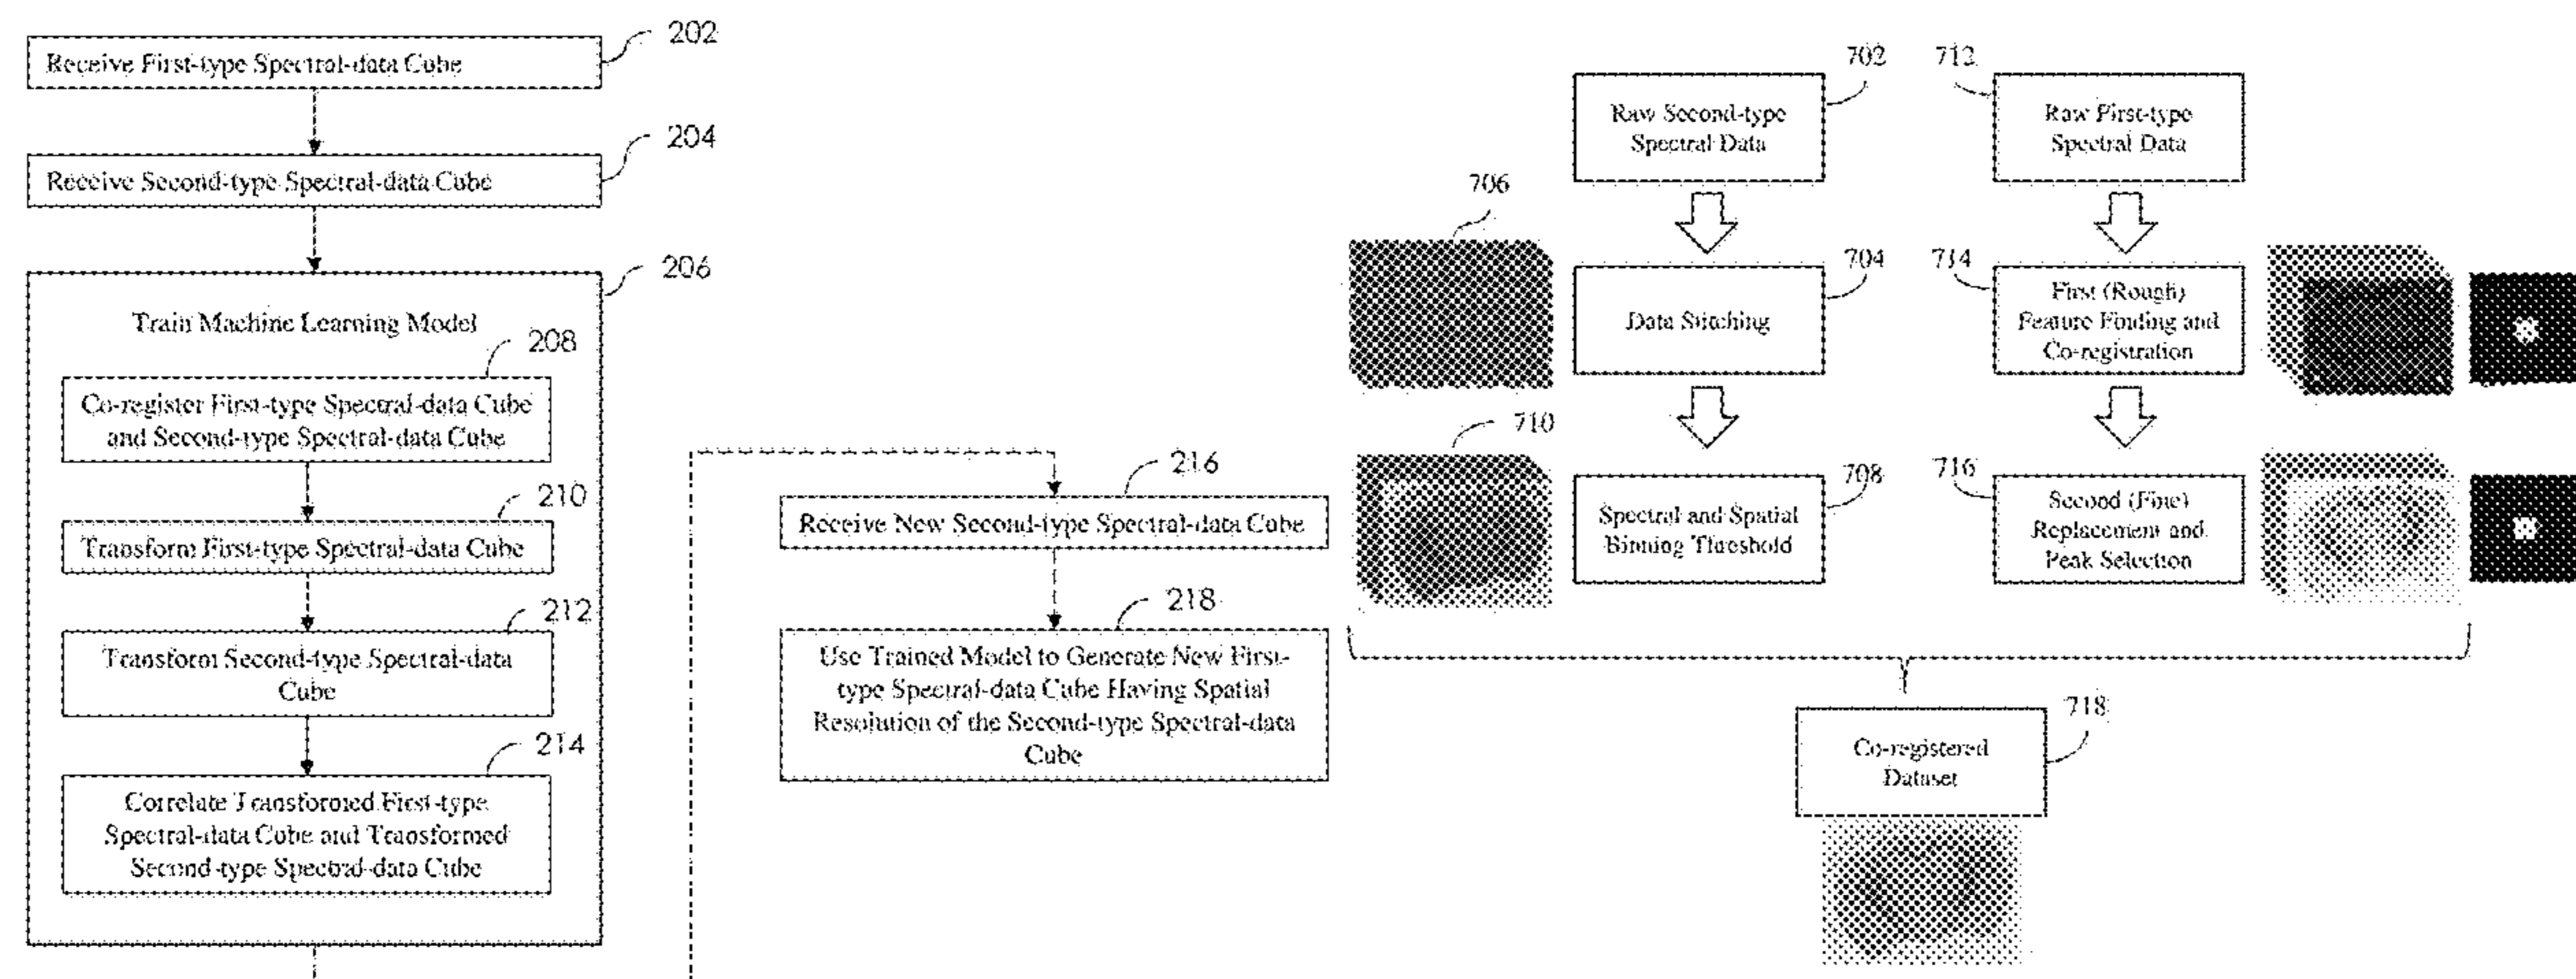 202
Receive First-type Spectral-data Cube
204
Receive Second-type Spectral-data Cube
206
Train Machine Learning Model
208
Co-register First-type Spectral-data Cube
and Second-type Spectral-data Cube
210
Transform First-type Spectral-data Cube
212
Transform Second-type Spectral-data
Cube
214
Correlate Transformed First-type
Spectral-data Cube and Transformed
Second-type Spectral-data Cube
216
Receive New Second-type Spectral-data Cube
218
Use Trained Model to Generate New First-
type Spectral-data Cube Having Spatial
Resolution of the Second-type Spectral-data
Cube
702
Raw Second-type
Spectral Data
712
Raw First-type
Spectral Data
706
704
Data Stitching
714
First (Rough)
Feature Finding and
Co-registration
710
708
Spectral and Spatial
Binning Threshold
716
Second (Fine)
Replacement and
Peak Selection
718
Co-registered
Dataset